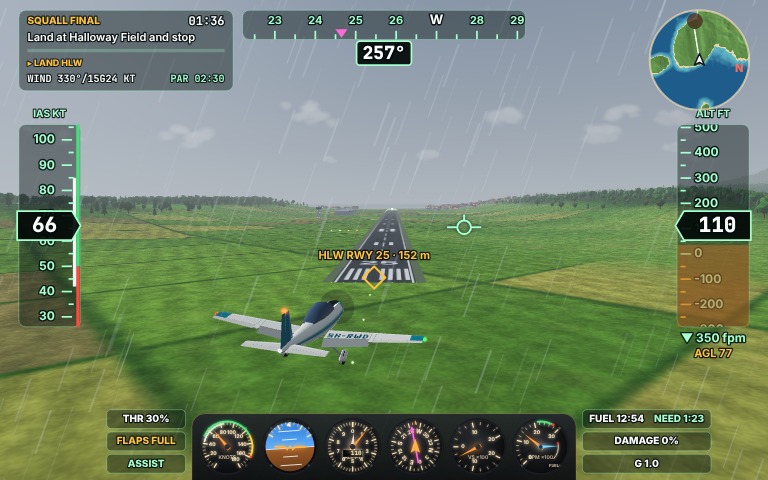 SQUALL FINAL 01:36
Land at Halloway Field and stop
▸ LAND HLW
WIND 330°/15G24 KT PAR 02:30
23 24 25 26 W 28 29
257°
N
IAS KT
100
90
80
66
60
50
40
30
ALT FT
500
400
300
200
110
0
-100
-200
▼ 350 fpm
AGL 77
HLW RWY 25 · 152 m
25
THR 30%
FLAPS FULL
ASSIST
FUEL 12:54 NEED 1:23
DAMAGE 0%
G 1.0